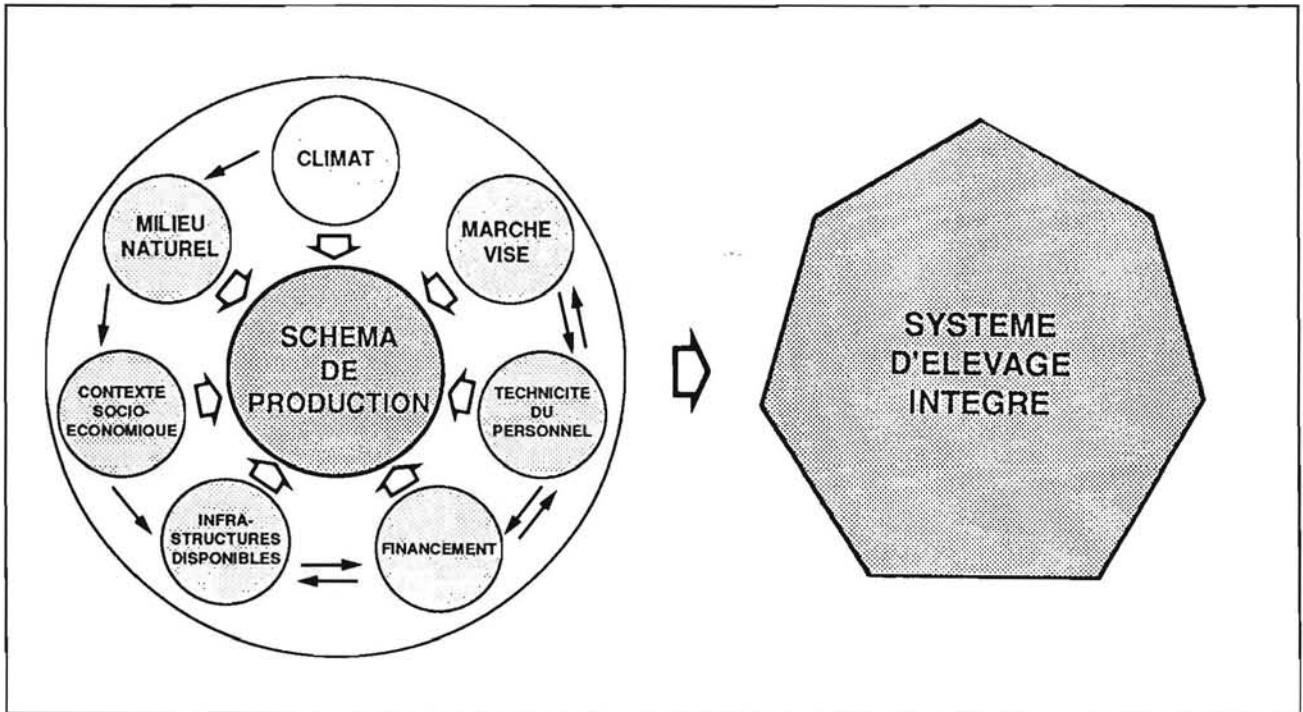 CLIMAT
MILIEU
NATUREL
MARCHE
VISE
SCHEMA
DE
PRODUCTION
CONTEXTE
SOCIO-
ECONOMIQUE
TECHNICITE
DU
PERSONNEL
INFRA-
STRUCTURES
DISPONIBLES
FINANCEMENT
SYSTEME
D'ELEVAGE
INTEGRE